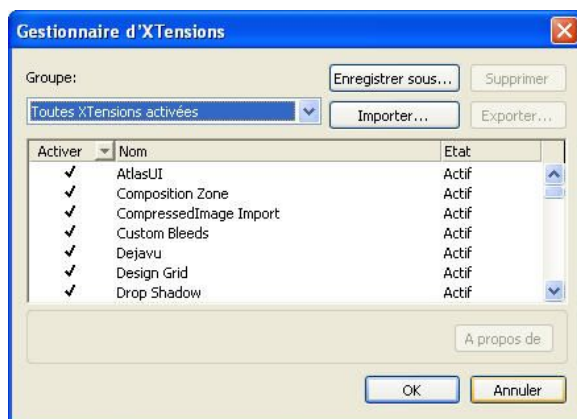 Gestionnaire d'XTensions
Groupe:
Enregistrer sous...
Supprimer
Toutes XTensions activées
Importer...
Exporter...
Activer Nom Etat
AtlasUI Actif
Composition Zone Actif
CompressedImage Import Actif
Custom Bleeds Actif
Dejavu Actif
Design Grid Actif
Drop Shadow Actif
A propos de
OK
Annuler